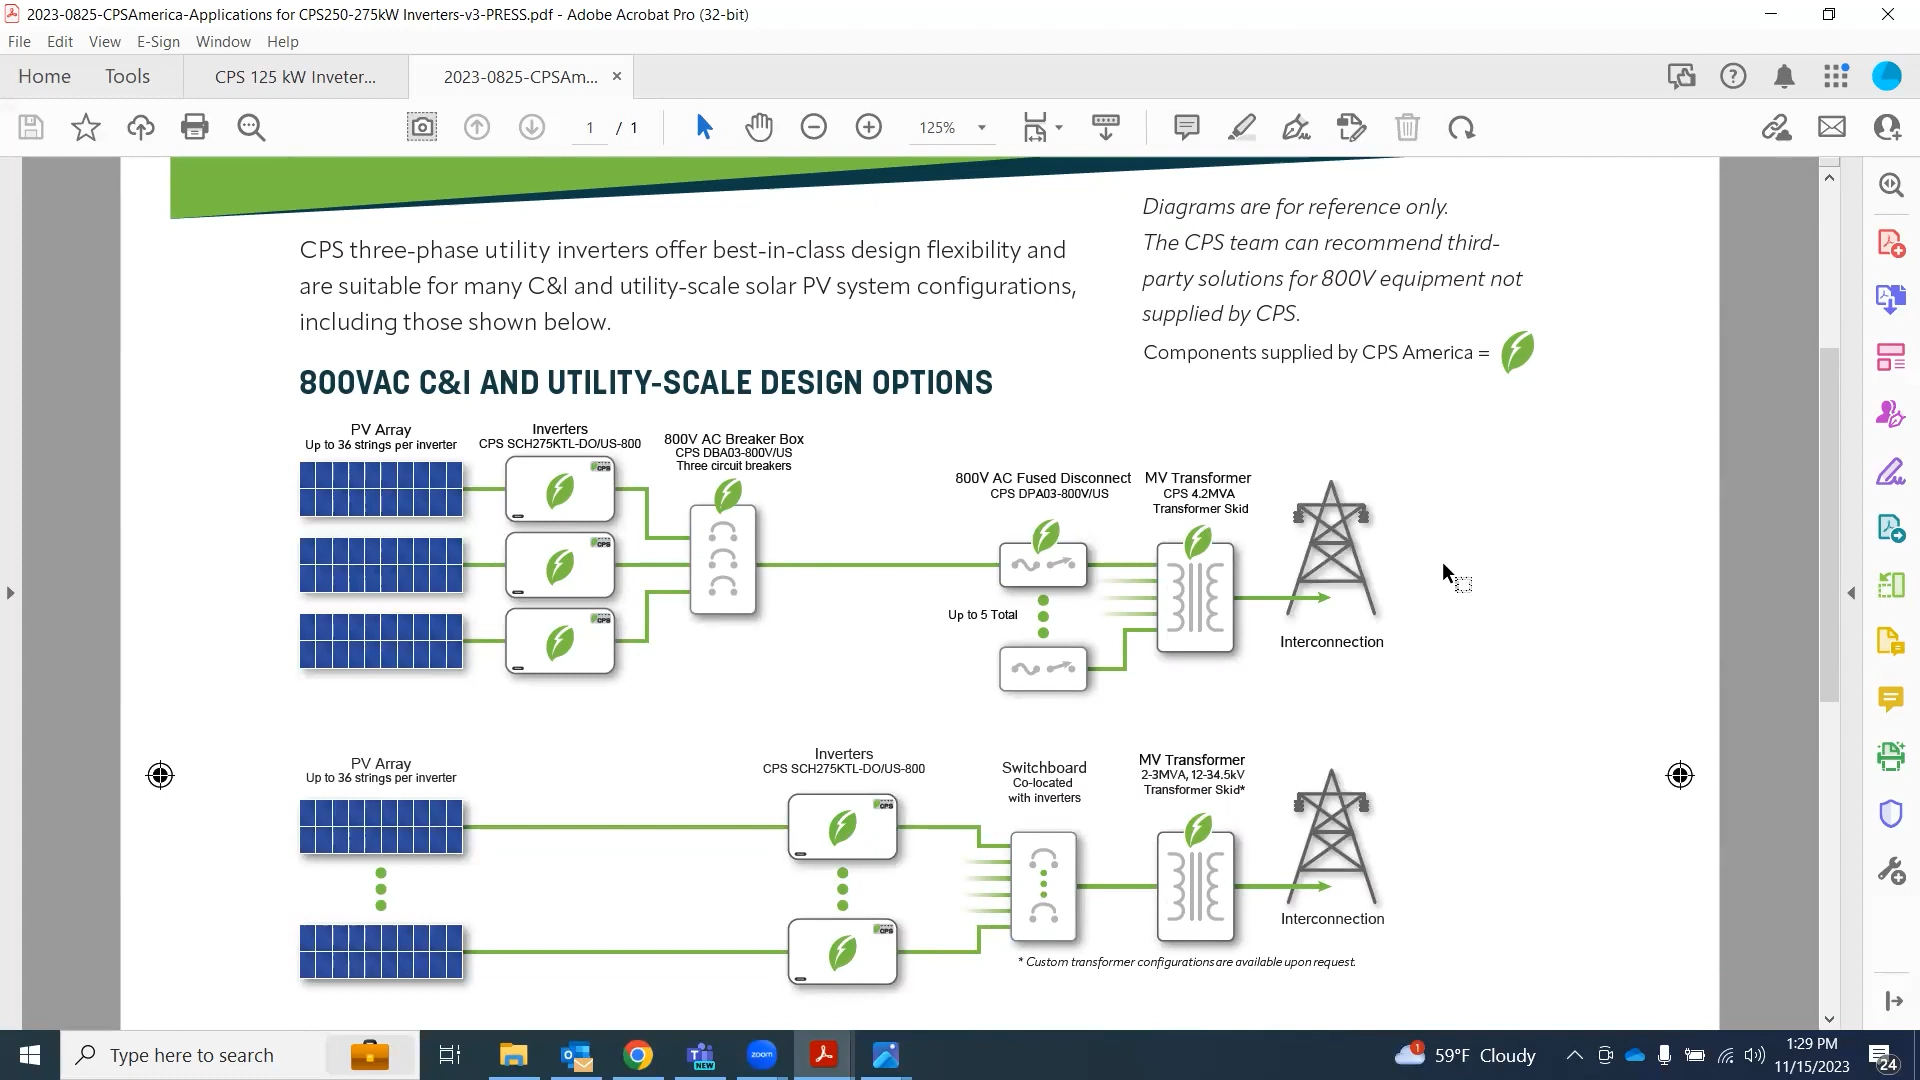 2023-0825-CPSAmerica-Applications for CPS250-275kW Inverters-v3-PRESS.pdf - Adobe Acrobat Pro (32-bit)
File Edit View E-Sign Window Help
Home Tools CPS 125 kW Inveter... 2023-0825-CPSAm... ×
1 / 1 125%
Diagrams are for reference only.
The CPS team can recommend third-
party solutions for 800V equipment not
supplied by CPS.
Components supplied by CPS America =
CPS three-phase utility inverters offer best-in-class design flexibility and
are suitable for many C&I and utility-scale solar PV system configurations,
including those shown below.
800VAC C&I AND UTILITY-SCALE DESIGN OPTIONS
PV Array
Up to 36 strings per inverter
Inverters
CPS SCH275KTL-DO/US-800
800V AC Breaker Box
CPS DBA03-800V/US
Three circuit breakers
800V AC Fused Disconnect
CPS DPA03-800V/US
MV Transformer
CPS 4.2MVA
Transformer Skid
CPS
CPS
CPS
Up to 5 Total
Interconnection
PV Array
Up to 36 strings per inverter
Inverters
CPS SCH275KTL-DO/US-800
Switchboard
Co-located
with inverters
MV Transformer
2-3MVA, 12-34.5kV
Transformer Skid*
CPS
CPS
Interconnection
* Custom transformer configurations are available upon request.
Type here to search
NEW
zoom
1
59°F Cloudy
1:29 PM
11/15/2023
24